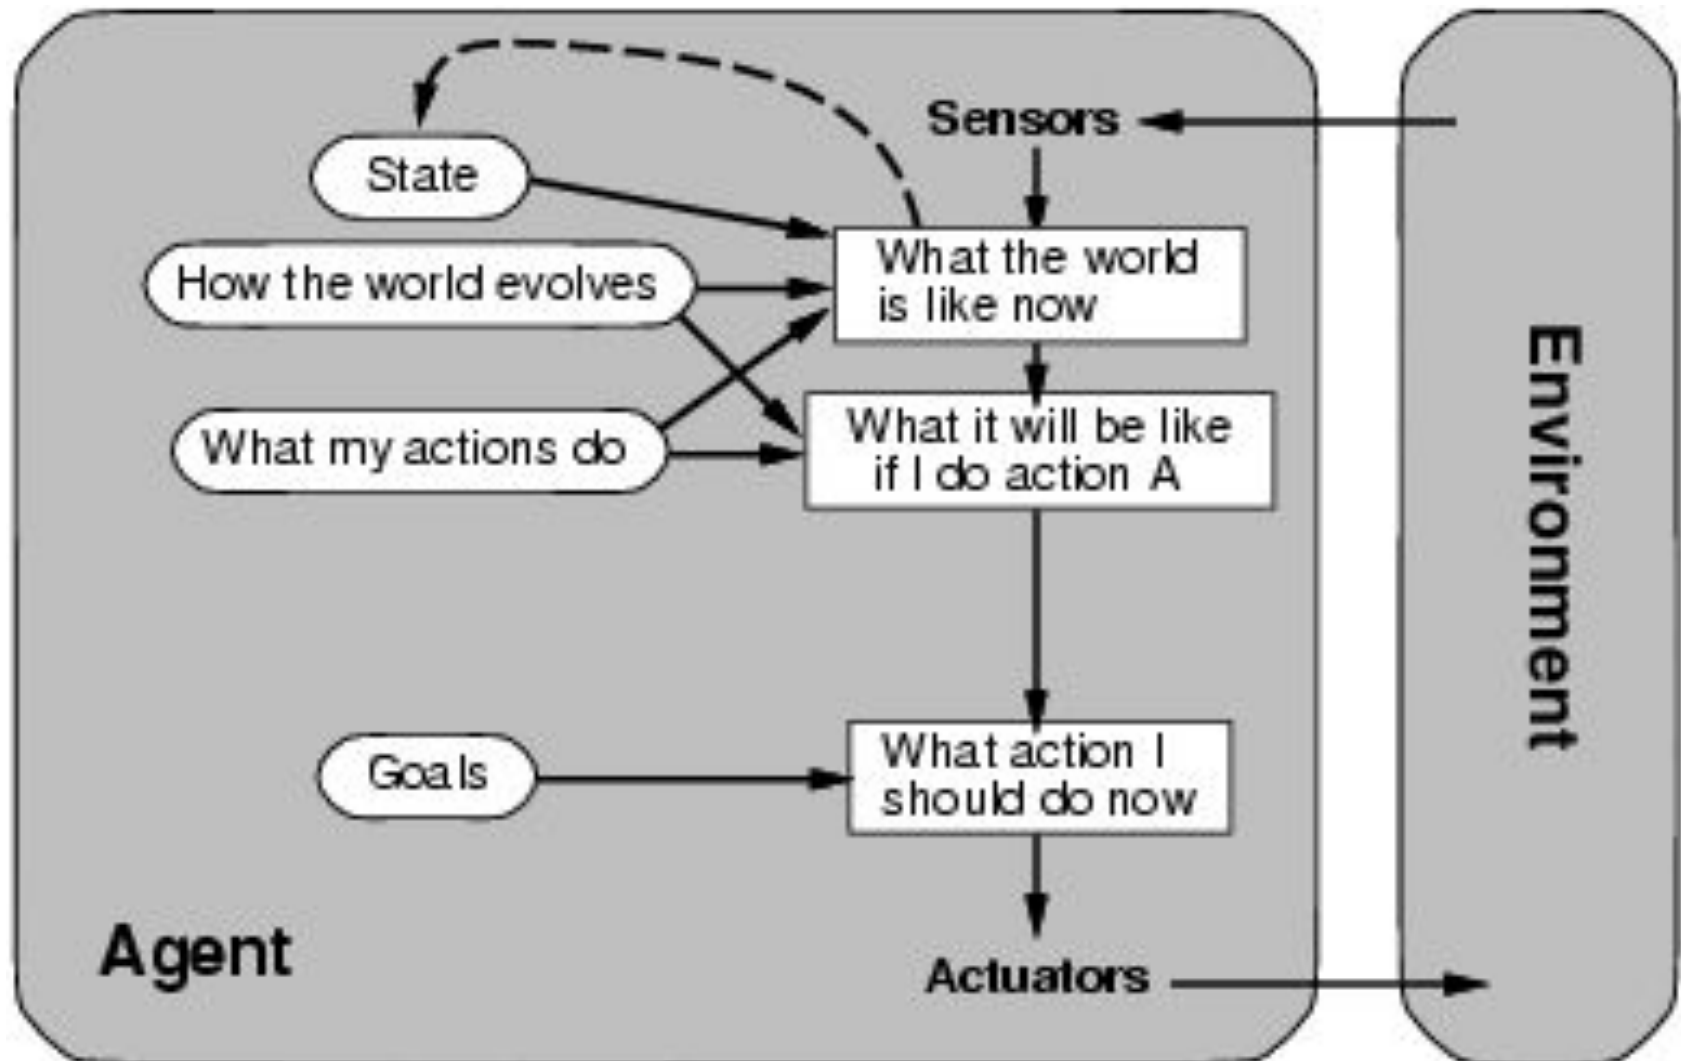 Sensors
State
What the world
is like now
How the world evolves
What my actions do
What it will be like
if I do action A
Environment
Goals
What action I
should do now
Agent
Actuators